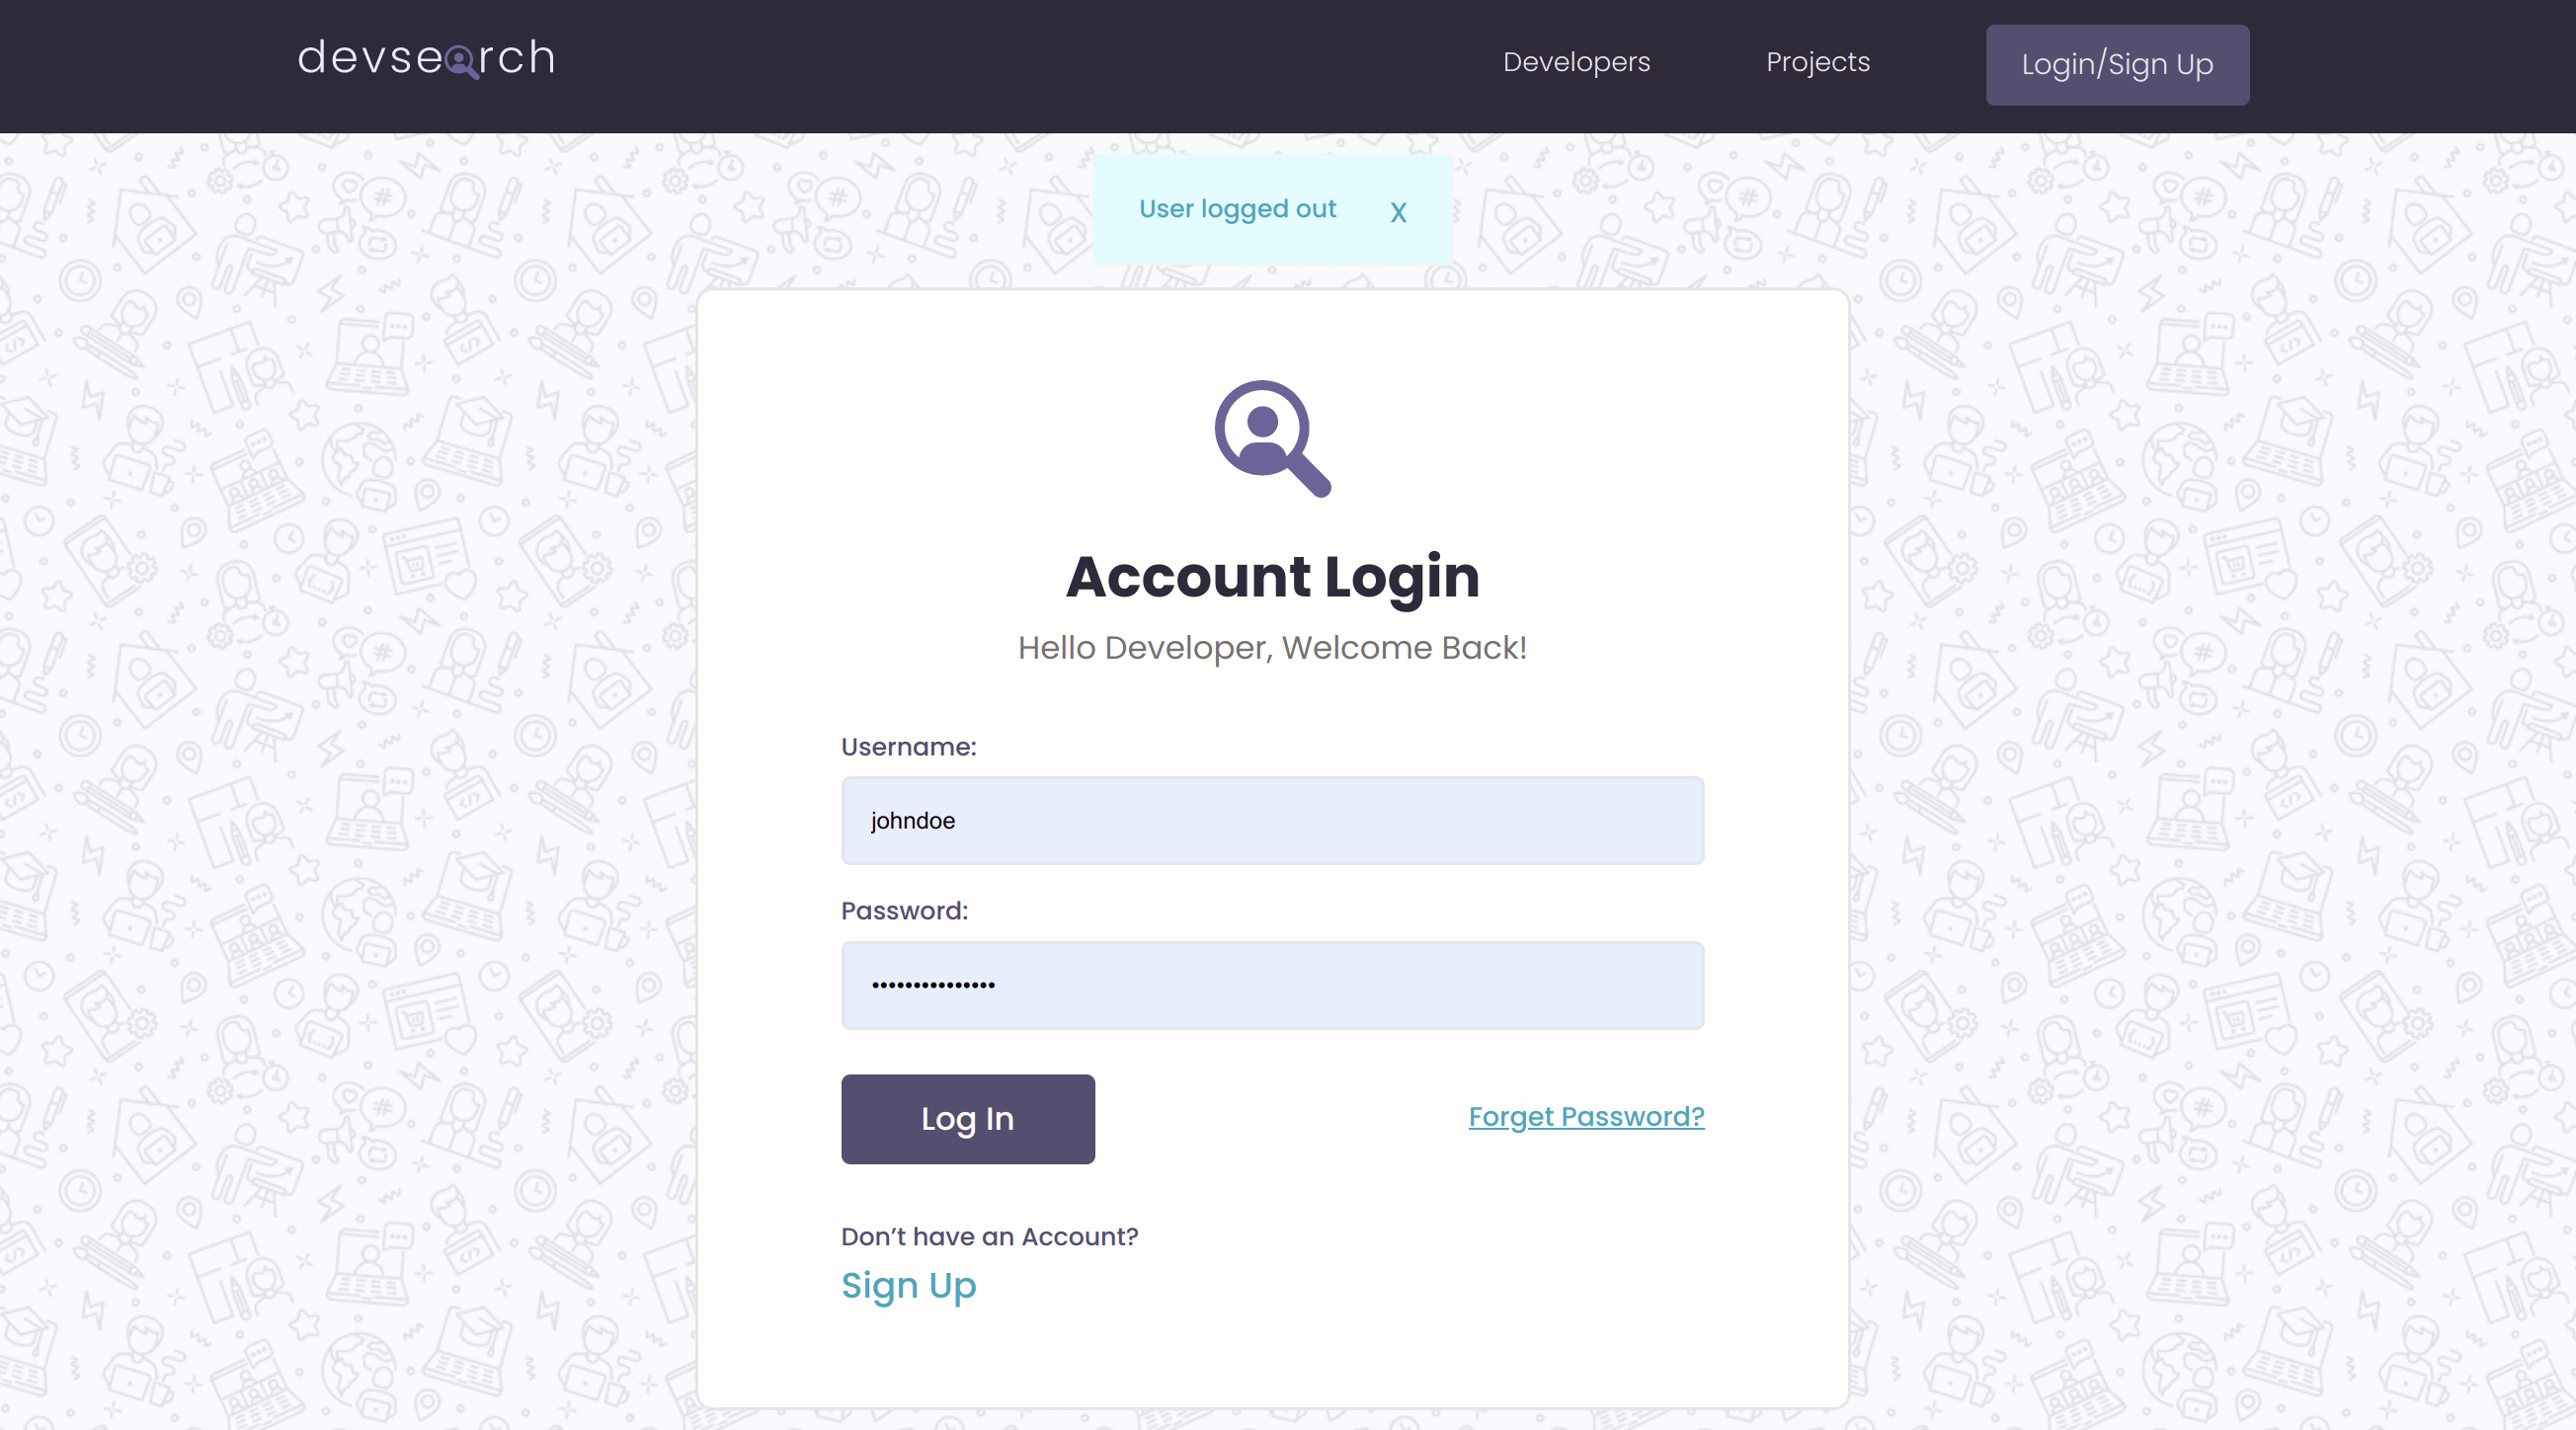 devsearch
Developers
Projects
Login/Sign Up
User logged out x
Account Login
Hello Developer, Welcome Back!
Username:
johndoe
Password:
•••••••••••••••
Log In
Forget Password?
Don’t have an Account?
Sign Up